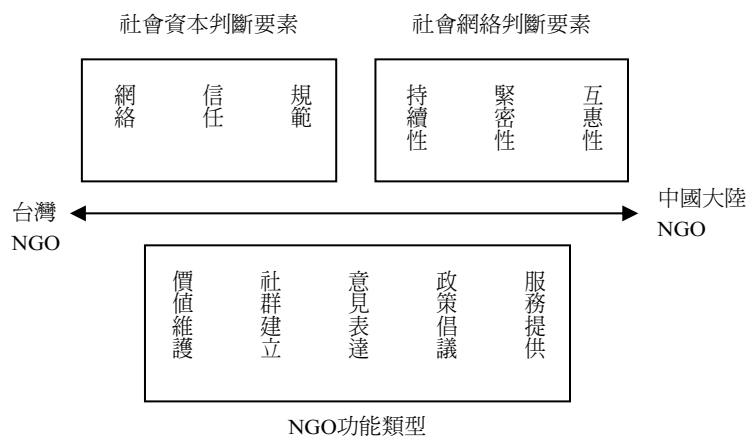 社會資本判斷要素
社會網絡判斷要素
網絡
信任
規範
持續性
緊密性
互惠性
台灣
NGO
中國大陸
NGO
價值維護
社群建立
意見表達
政策倡議
服務提供
NGO功能類型